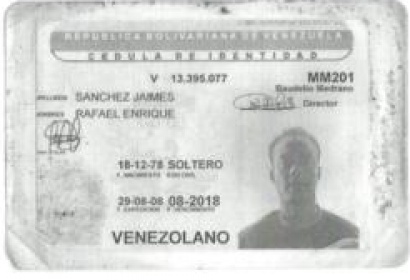 REPUBLICA BOLIVARIANA DE VENEZUELA
CEDULA DE IDENTIDAD
V 13.395.077 MM201
Baudelio Medrano
Director
APELLIDOS SANCHEZ JAIMES
NOMBRES RAFAEL ENRIQUE
18-12-78 SOLTERO
F. NACIMIENTO EDO CIVIL
29-08-08 08-2018
F. EXPEDICION F. VENCIMIENTO
VENEZOLANO